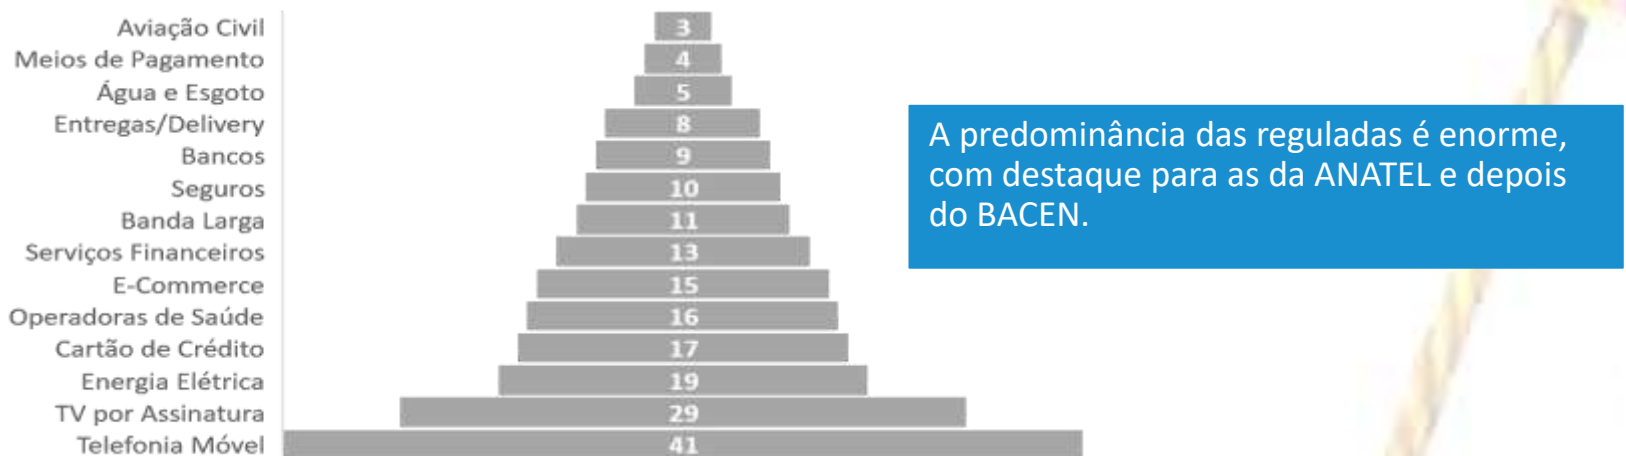 Aviação Civil 3
Meios de Pagamento 4
Água e Esgoto 5
Entregas/Delivery 8
Bancos 9
Seguros 10
Banda Larga 11
Serviços Financeiros 13
E-Commerce 15
Operadoras de Saúde 16
Cartão de Crédito 17
Energia Elétrica 19
TV por Assinatura 29
Telefonia Móvel 41
A predominância das reguladas é enorme,
com destaque para as da ANATEL e depois
do BACEN.